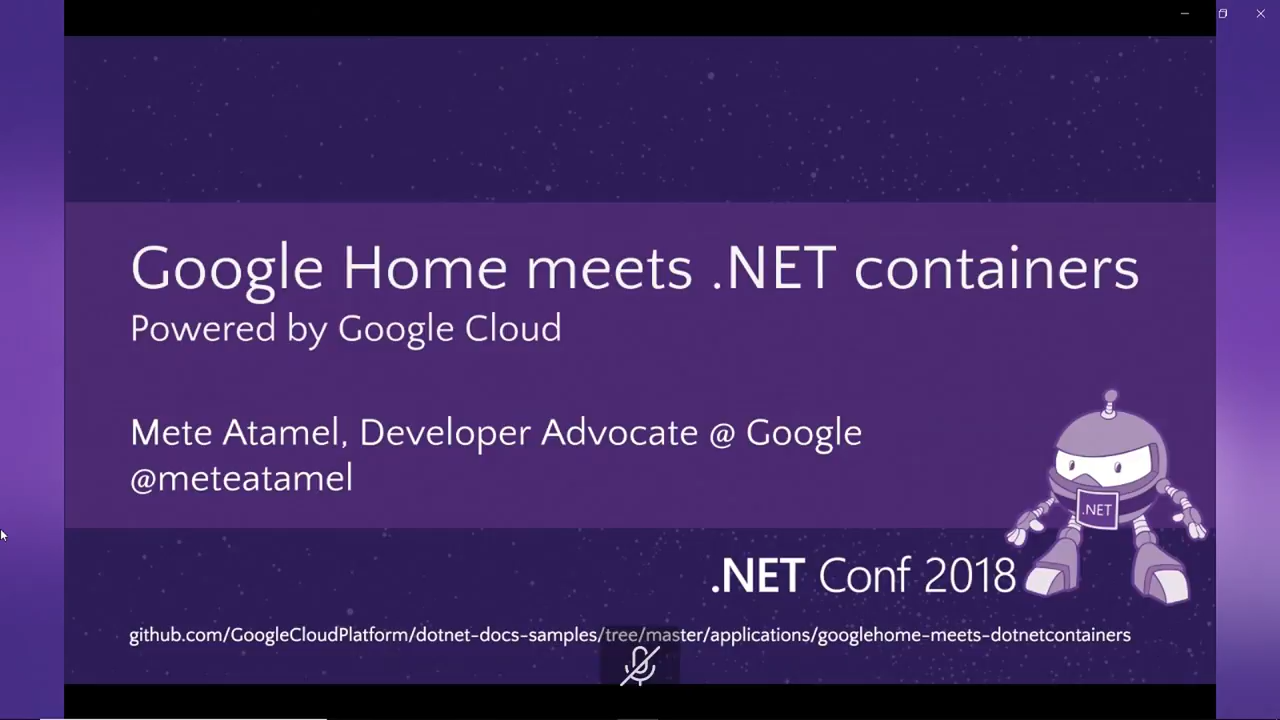 Google Home meets .NET containers
Powered by Google Cloud
Mete Atamel, Developer Advocate @ Google
@meteatamel
.NET
.NET Conf 2018
github.com/GoogleCloudPlatform/dotnet-docs-samples/tree/master/applications/googlehome-meets-dotnetcontainers